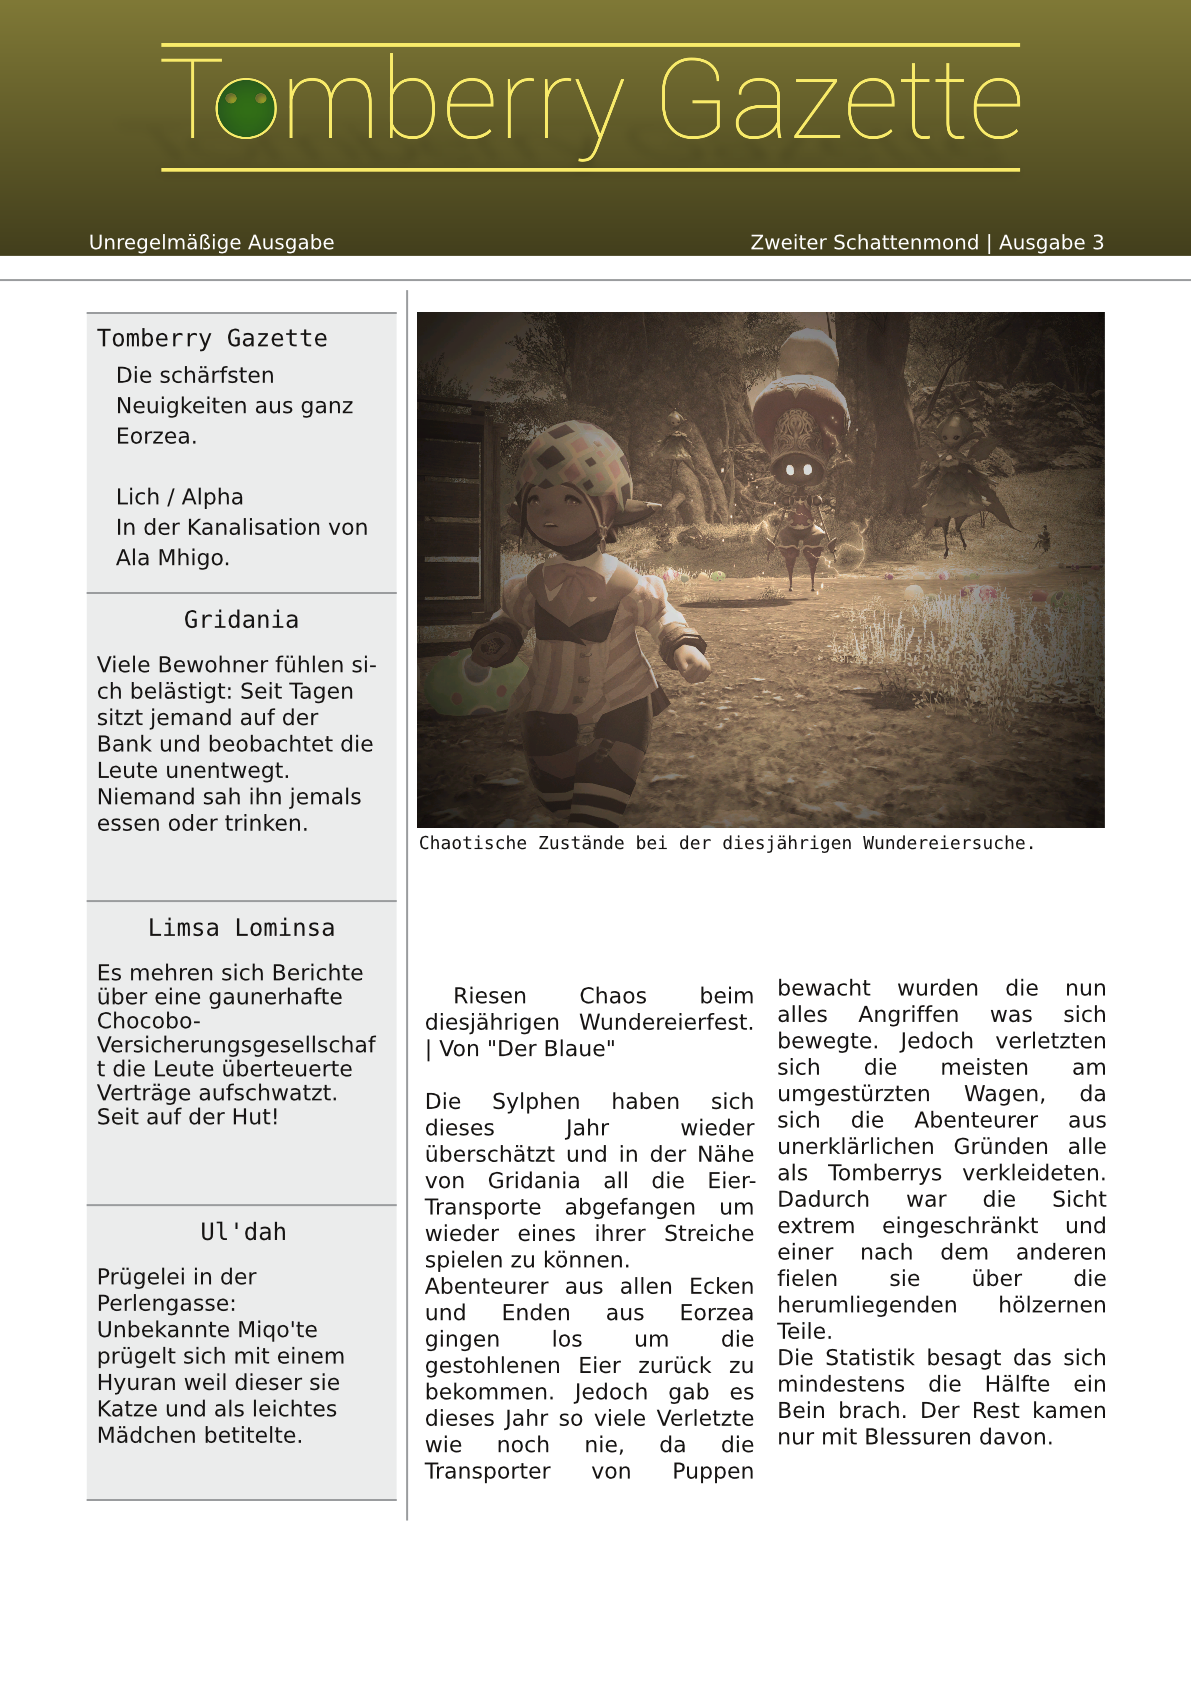 Tomberry Gazette
Unregelmäßige Ausgabe
Zweiter Schattenmond | Ausgabe 3
Tomberry Gazette
Die schärfsten
Neuigkeiten aus ganz
Eorzea.
Lich / Alpha
In der Kanalisation von
Ala Mhigo.
Gridania
Viele Bewohner fühlen si-
ch belästigt: Seit Tagen
sitzt jemand auf der
Bank und beobachtet die
Leute unentwegt.
Niemand sah ihn jemals
essen oder trinken.
Limsa Lominsa
Es mehren sich Berichte
über eine gaunerhafte
Chocobo-
Versicherungsgesellschaf
t die Leute überteuerte
Verträge aufschwatzt.
Seit auf der Hut!
Ul'dah
Prügelei in der
Perlengasse:
Unbekannte Miqo'te
prügelt sich mit einem
Hyuran weil dieser sie
Katze und als leichtes
Mädchen betitelte.
Chaotische Zustände bei der diesjährigen Wundereiersuche.
Riesen Chaos beim
diesjährigen Wundereierfest.
| Von "Der Blaue"
Die Sylphen haben sich
dieses Jahr wieder
überschätzt und in der Nähe
von Gridania all die Eier-
Transporte abgefangen um
wieder eines ihrer Streiche
spielen zu können.
Abenteurer aus allen Ecken
und Enden aus Eorzea
gingen los um die
gestohlenen Eier zurück zu
bekommen. Jedoch gab es
dieses Jahr so viele Verletzte
wie noch nie, da die
Transporter von Puppen
bewacht wurden die nun
alles Angriffen was sich
bewegte. Jedoch verletzten
sich die meisten am
umgestürzten Wagen, da
sich die Abenteurer aus
unerklärlichen Gründen alle
als Tomberrys verkleideten.
Dadurch war die Sicht
extrem eingeschränkt und
einer nach dem anderen
fielen sie über die
herumliegenden hölzernen
Teile.
Die Statistik besagt das sich
mindestens die Hälfte ein
Bein brach. Der Rest kamen
nur mit Blessuren davon.